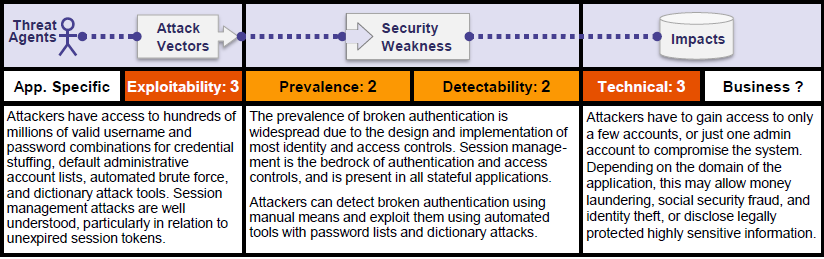 Threat
Agents
Attack
Vectors
Security
Weakness
Impacts
App. Specific
Exploitability: 3
Prevalence: 2
Detectability: 2
Technical: 3
Business ?
Attackers have access to hundreds of
millions of valid username and
password combinations for credential
stuffing, default administrative
account lists, automated brute force,
and dictionary attack tools. Session
management attacks are well
understood, particularly in relation to
unexpired session tokens.
The prevalence of broken authentication is
widespread due to the design and implementation of
most identity and access controls. Session manage-
ment is the bedrock of authentication and access
controls, and is present in all stateful applications.
Attackers can detect broken authentication using
manual means and exploit them using automated
tools with password lists and dictionary attacks.
Attackers have to gain access to only
a few accounts, or just one admin
account to compromise the system.
Depending on the domain of the
application, this may allow money
laundering, social security fraud, and
identity theft, or disclose legally
protected highly sensitive information.